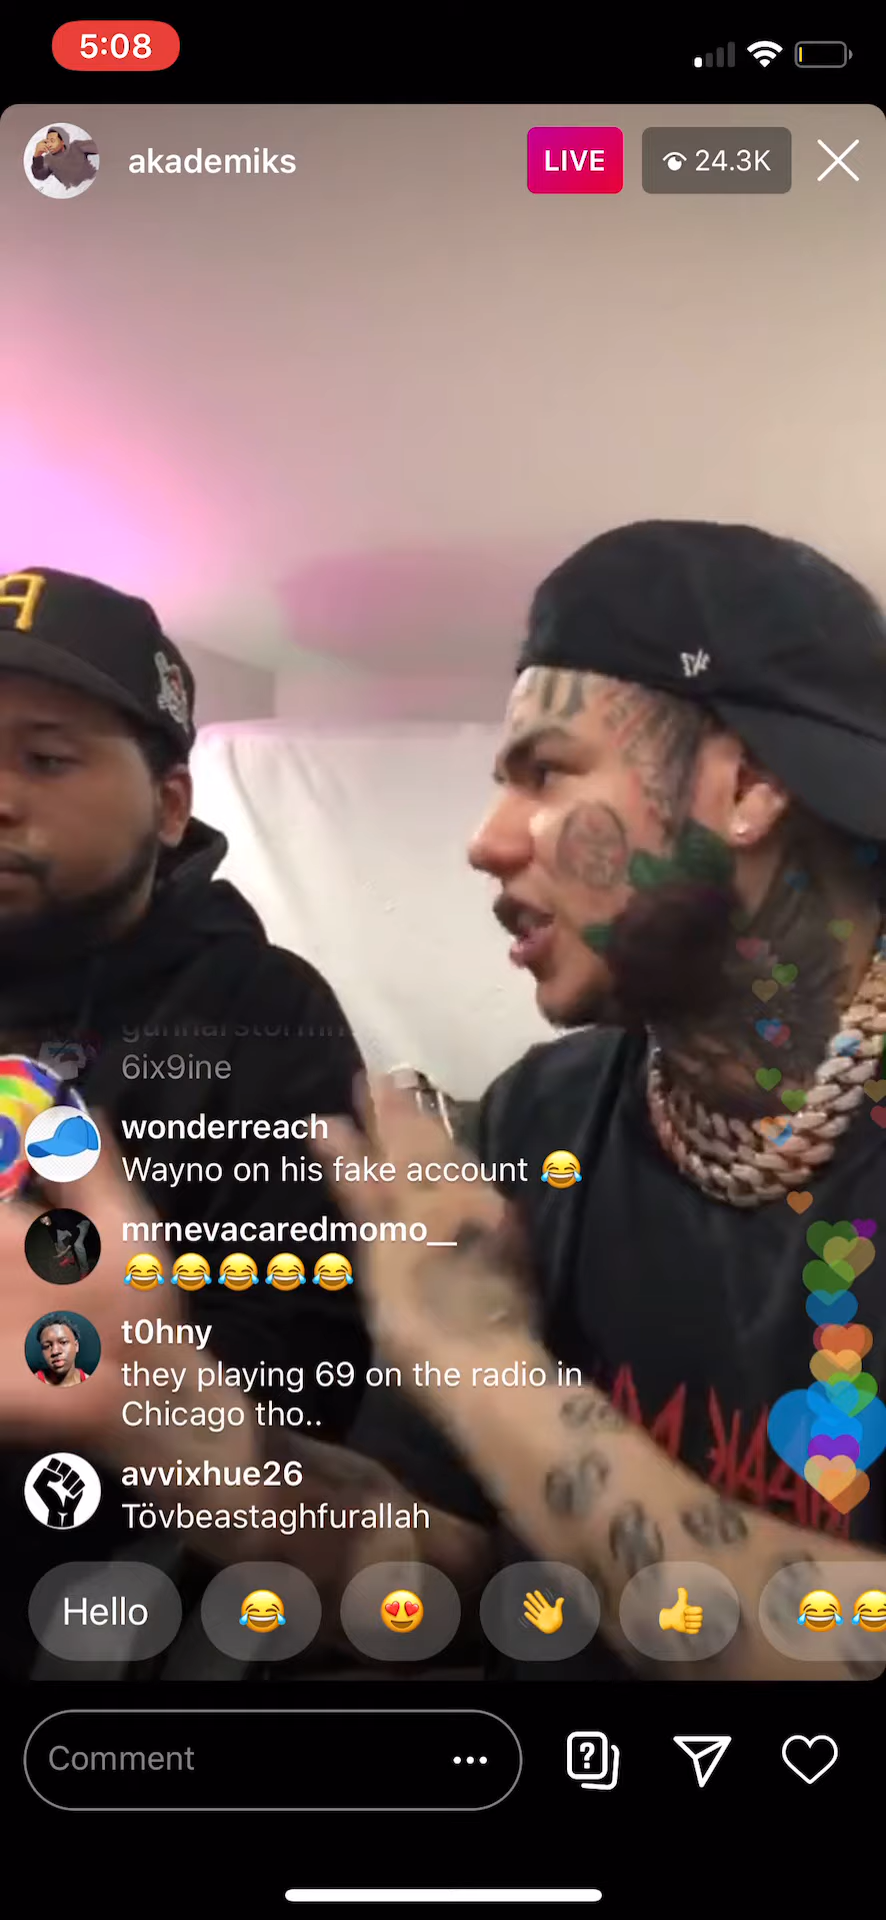 5:08
akademiks
LIVE
24.3K
6ix9ine
wonderreach
Wayno on his fake account 😂
mrnevacaredmomo__
😂😂😂😂😂
t0hny
they playing 69 on the radio in
Chicago tho..
avvixhue26
Tövbeastaghfurallah
Hello
Comment